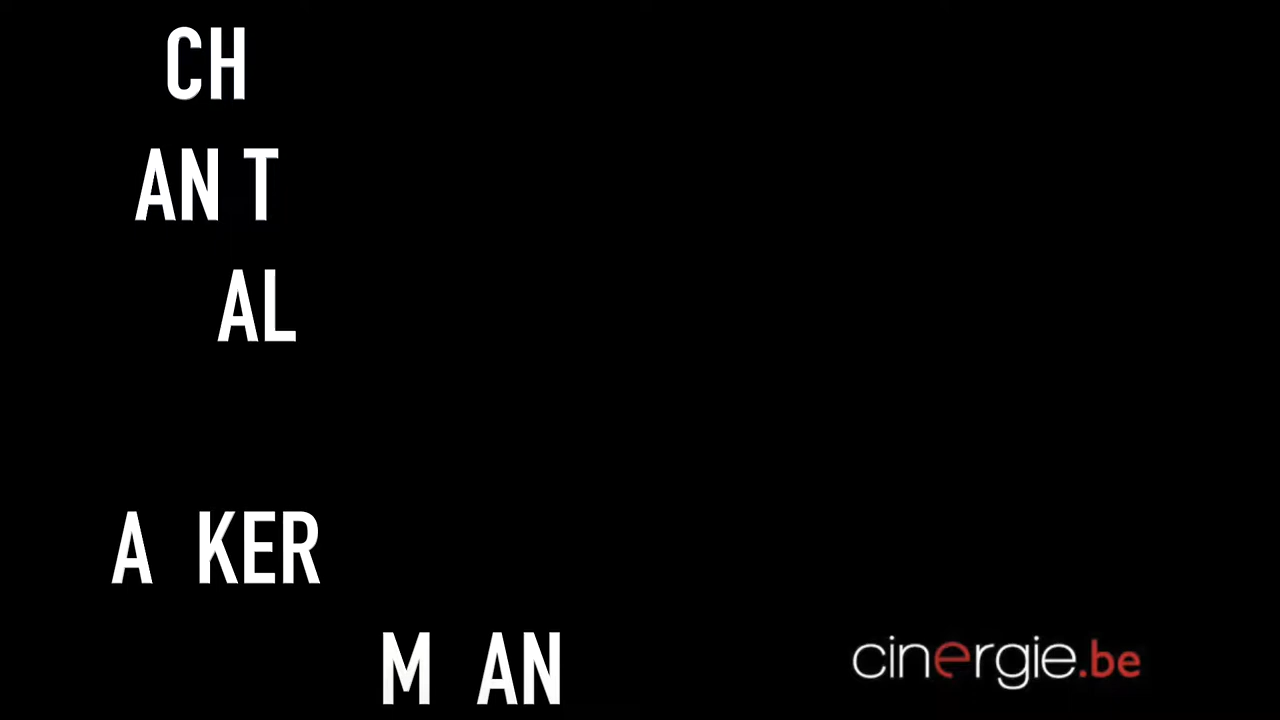 CH
AN T
AL
A KER
M AN
cinergie.be